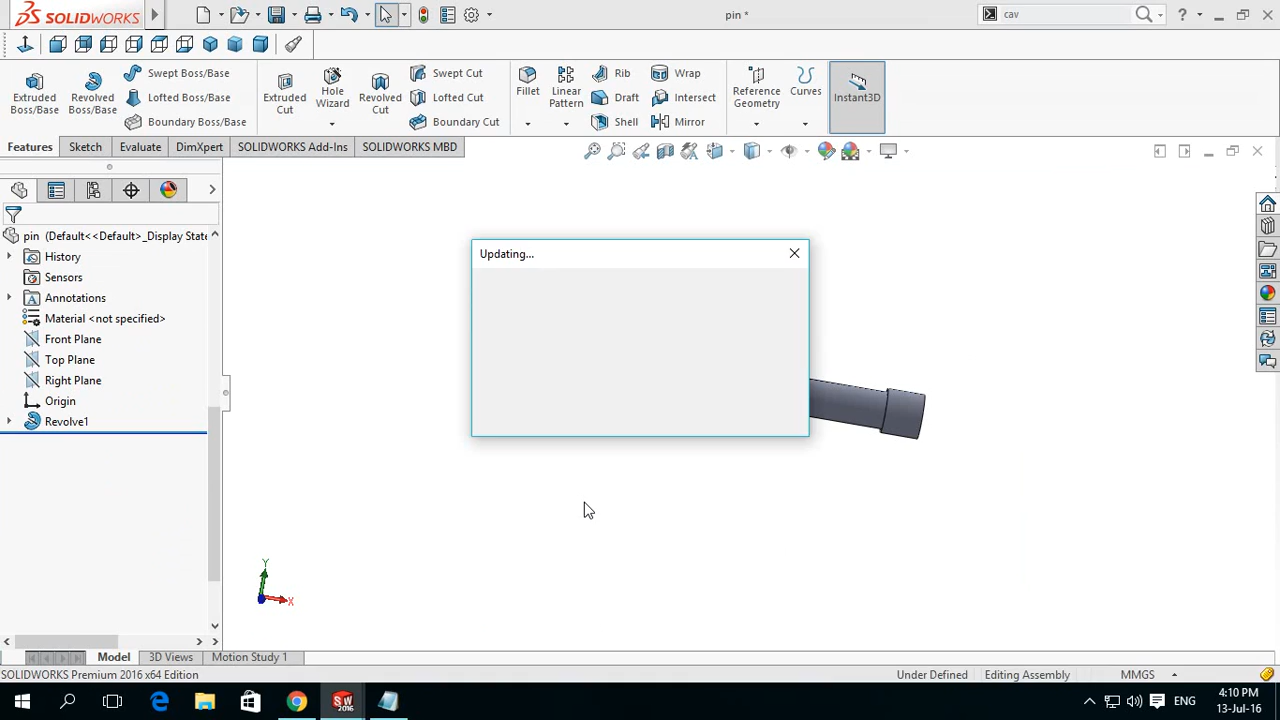 SOLIDWORKS
pin *
cav
Extruded Boss/Base
Revolved Boss/Base
Swept Boss/Base
Lofted Boss/Base
Boundary Boss/Base
Extruded Cut
Hole Wizard
Revolved Cut
Swept Cut
Lofted Cut
Boundary Cut
Fillet
Linear Pattern
Rib
Draft
Shell
Wrap
Intersect
Mirror
Reference Geometry
Curves
Instant3D
Features Sketch Evaluate DimXpert SOLIDWORKS Add-Ins SOLIDWORKS MBD
pin (Default<<Default>_Display State
History
Sensors
Annotations
Material <not specified>
Front Plane
Top Plane
Right Plane
Origin
Revolve1
Updating...
Y
X
Model 3D Views Motion Study 1
SOLIDWORKS Premium 2016 x64 Edition Under Defined Editing Assembly MMGS
SW 2016
ENG
4:10 PM
13-Jul-16